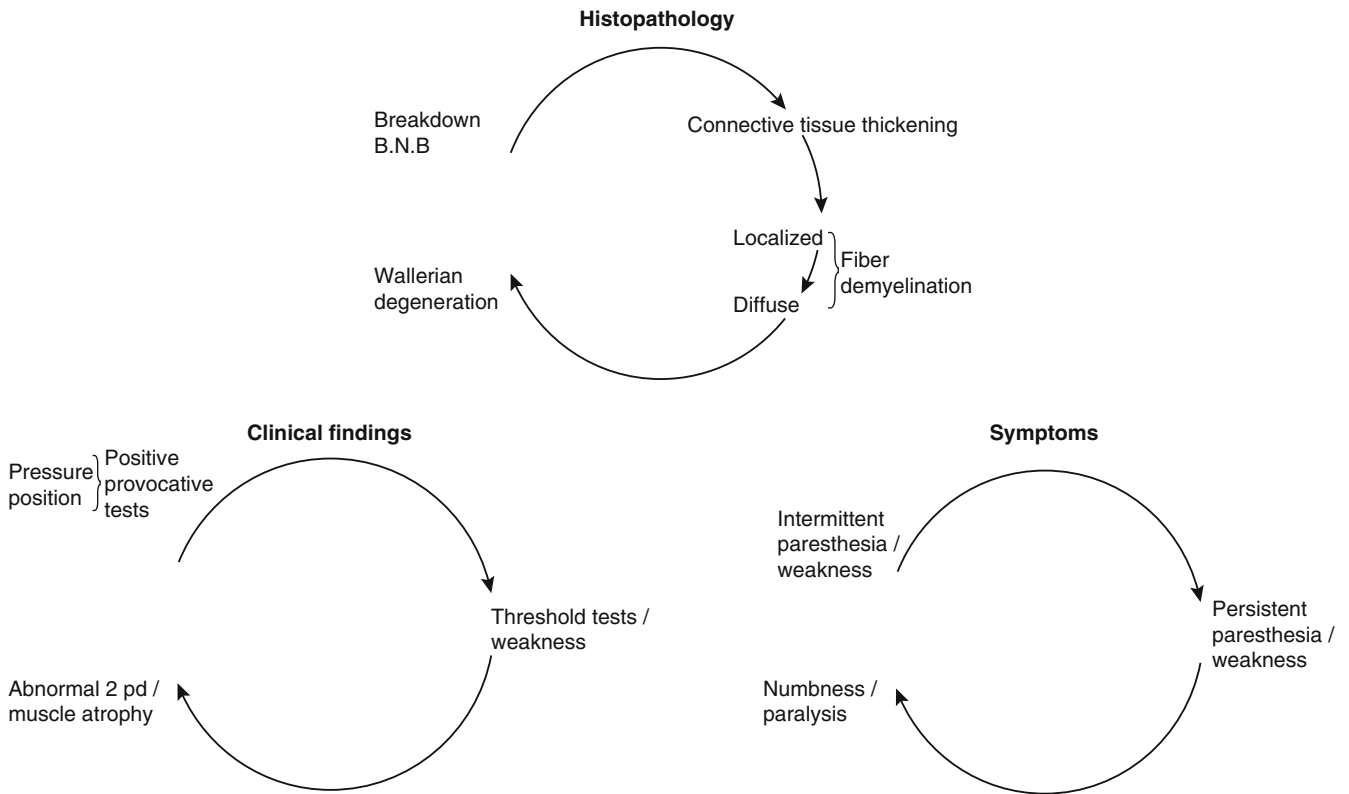 Histopathology
Breakdown
B.N.B
Connective tissue thickening
Localized
Diffuse
Fiber
demyelination
Wallerian
degeneration
Clinical findings
Pressure
position
Positive
provocative
tests
Threshold tests /
weakness
Abnormal 2 pd /
muscle atrophy
Symptoms
Intermittent
paresthesia /
weakness
Persistent
paresthesia /
weakness
Numbness /
paralysis